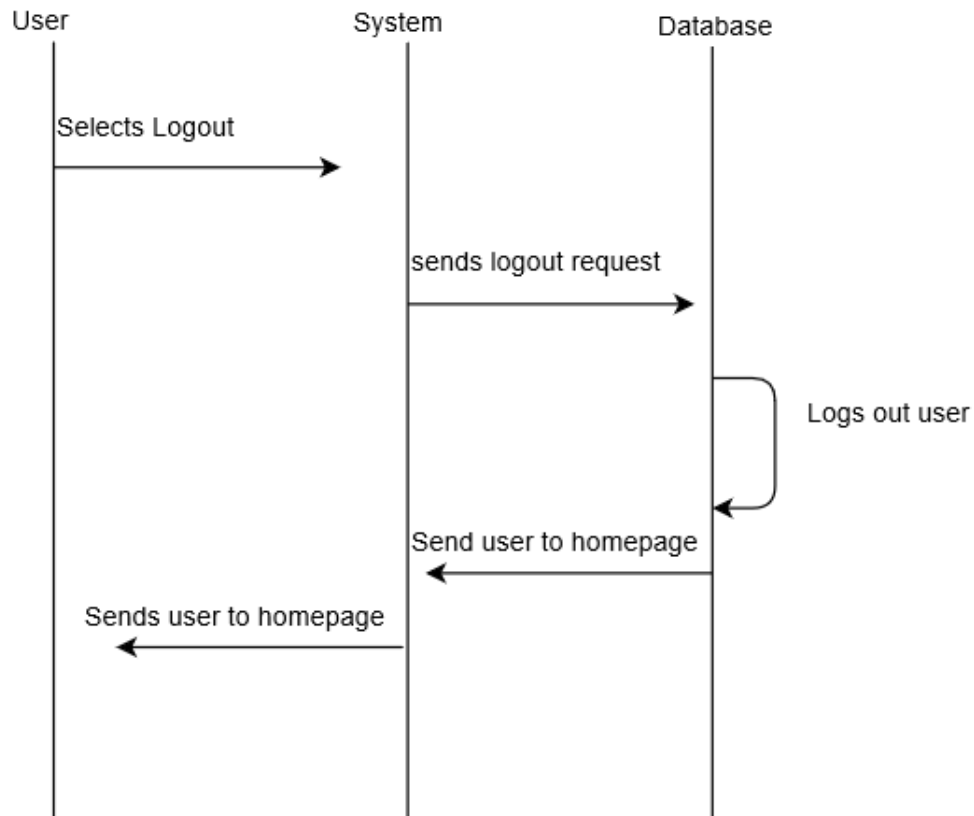 User
System
Database
Selects Logout
sends logout request
Logs out user
Send user to homepage
Sends user to homepage